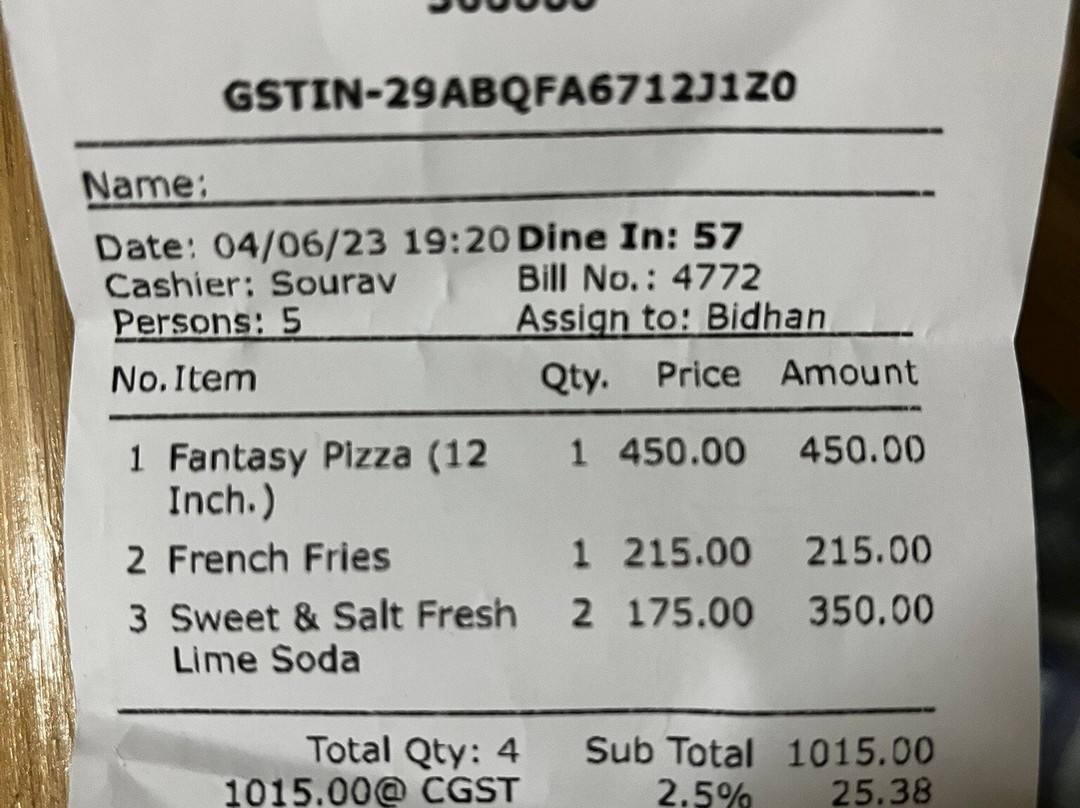 GSTIN-29ABQFA6712J1Z0
Name:
Date: 04/06/23 19:20 Dine In: 57
Cashier: Sourav Bill No.: 4772
Persons: 5 Assign to: Bidhan
No. Item Qty. Price Amount
1 Fantasy Pizza (12 1 450.00 450.00
Inch.)
2 French Fries 1 215.00 215.00
3 Sweet & Salt Fresh 2 175.00 350.00
Lime Soda
Total Qty: 4 Sub Total 1015.00
1015.00@ CGST 2.5% 25.38